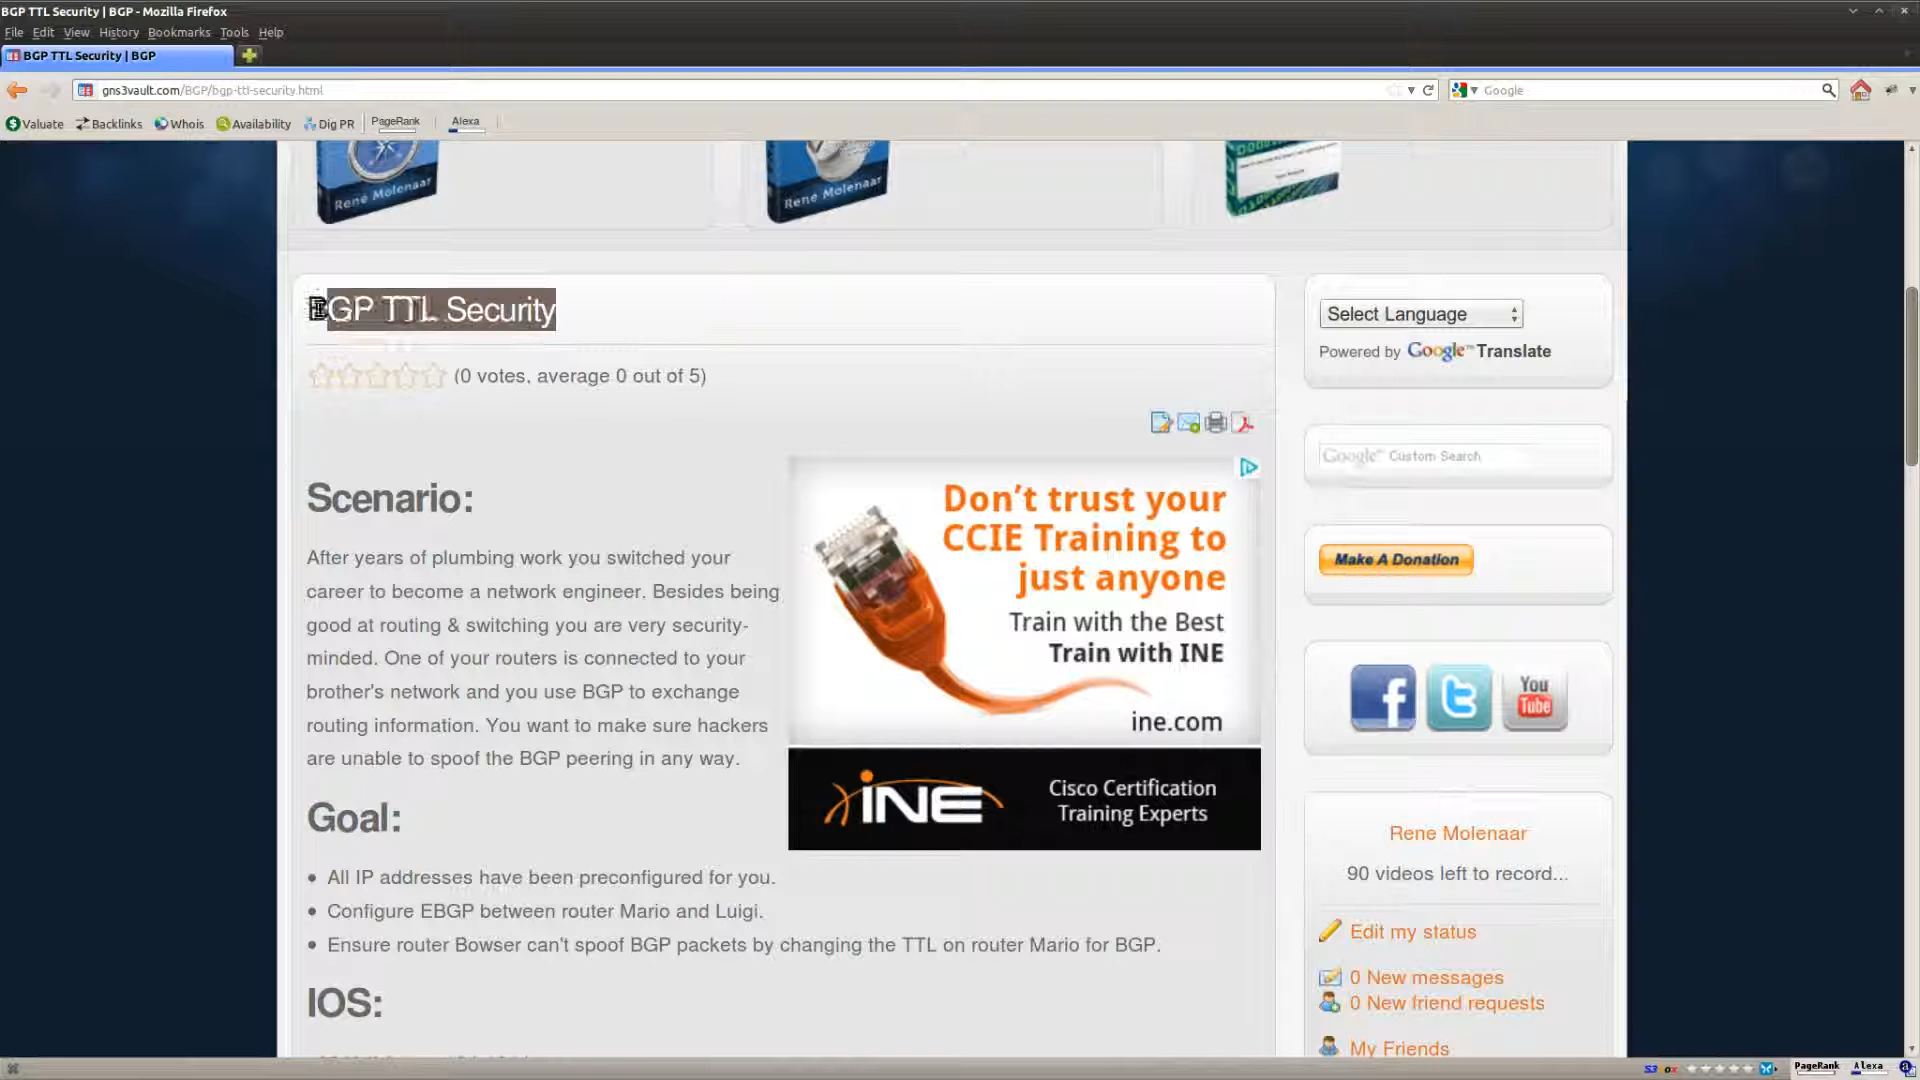 BGP TTL Security | BGP - Mozilla Firefox
File Edit View History Bookmarks Tools Help
BGP TTL Security | BGP
gns3vault.com/BGP/bgp-ttl-security.html
Google
Valuate Backlinks Whois Availability Dig PR PageRank Alexa
René Molenaar
René Molenaar
BGP TTL Security
(0 votes, average 0 out of 5)
Select Language
Powered by Google™ Translate
Google™ Custom Search
Make A Donation
Scenario:
After years of plumbing work you switched your
career to become a network engineer. Besides being
good at routing & switching you are very security-
minded. One of your routers is connected to your
brother's network and you use BGP to exchange
routing information. You want to make sure hackers
are unable to spoof the BGP peering in any way.
Don't trust your
CCIE Training to
just anyone
Train with the Best
Train with INE
ine.com
INE
Cisco Certification
Training Experts
f
t
You
Tube
Goal:
All IP addresses have been preconfigured for you.
Configure EBGP between router Mario and Luigi.
Ensure router Bowser can't spoof BGP packets by changing the TTL on router Mario for BGP.
IOS:
Rene Molenaar
90 videos left to record...
Edit my status
0 New messages
0 New friend requests
My Friends
S3 PageRank Alexa